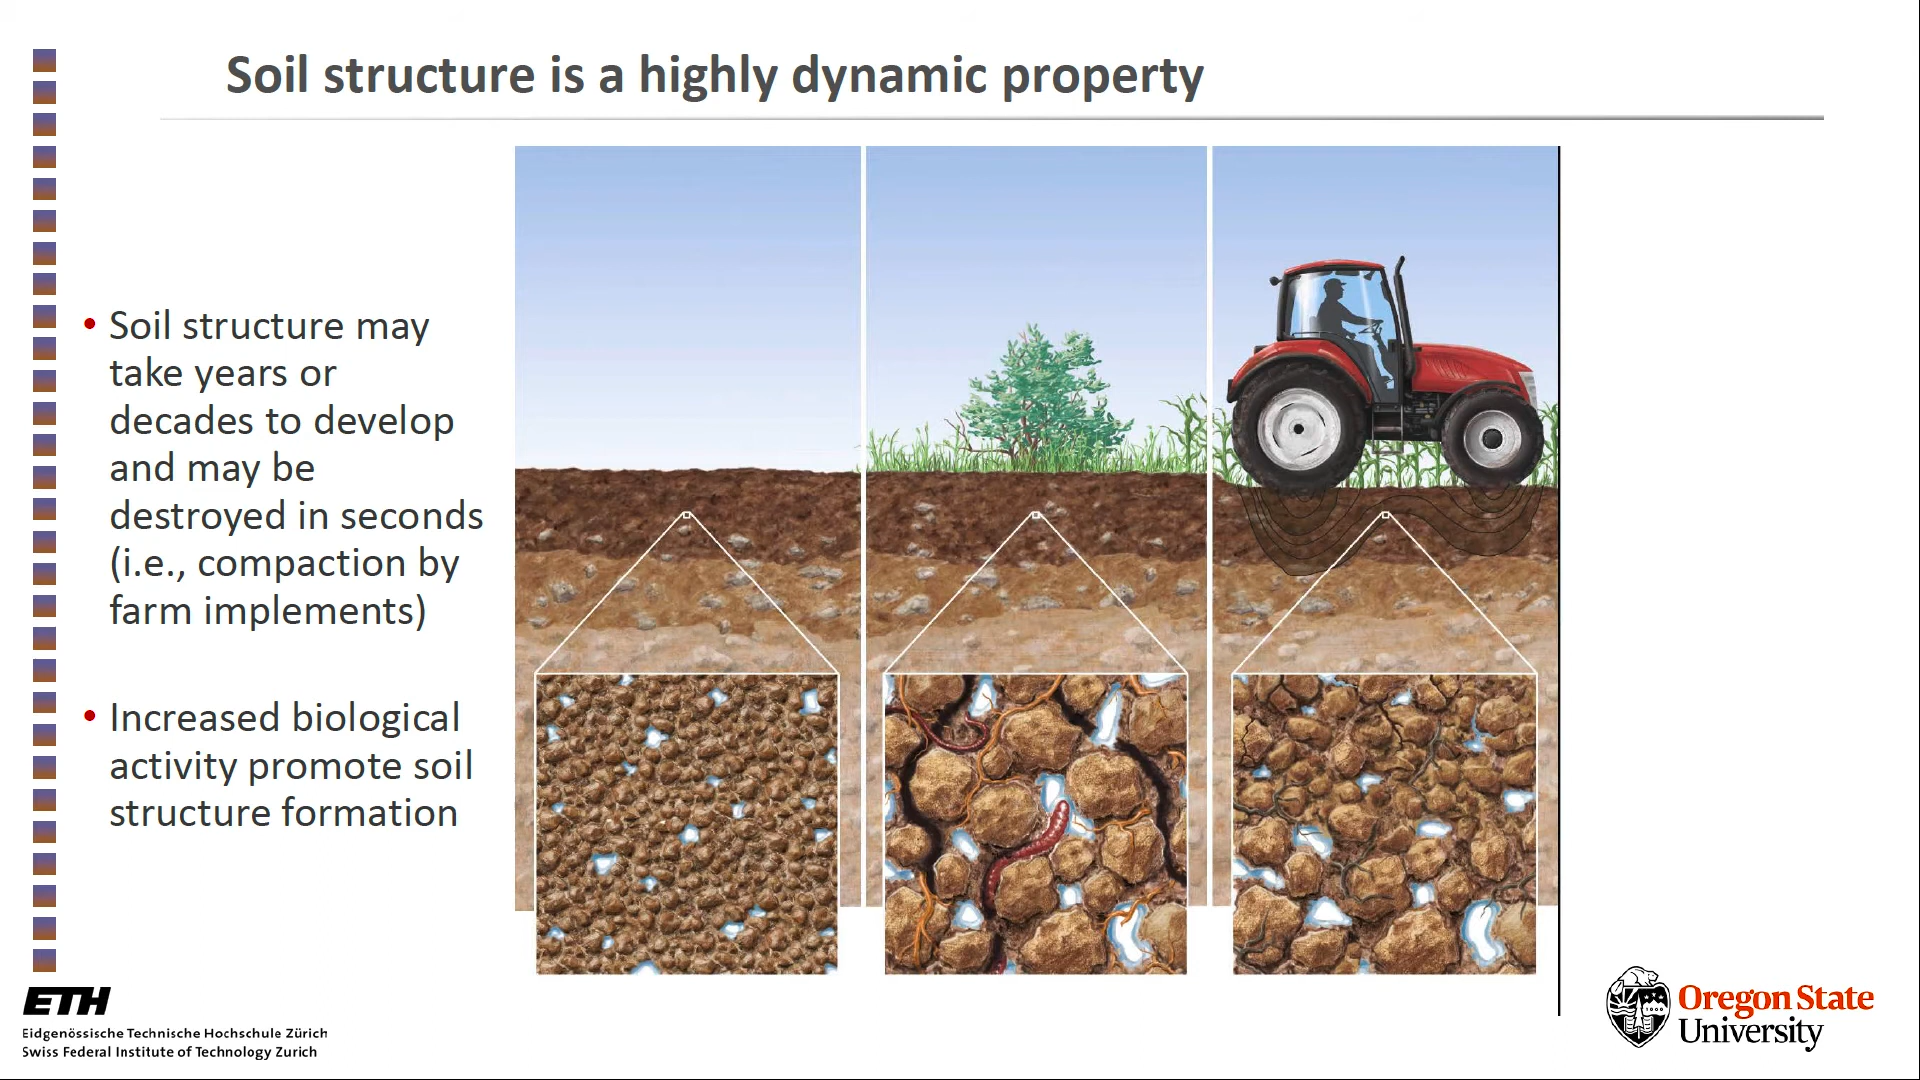 Soil structure is a highly dynamic property
• Soil structure may
take years or
decades to develop
and may be
destroyed in seconds
(i.e., compaction by
farm implements)
• Increased biological
activity promote soil
structure formation
ETH
Eidgenössische Technische Hochschule Zürich
Swiss Federal Institute of Technology Zurich
Oregon State
University